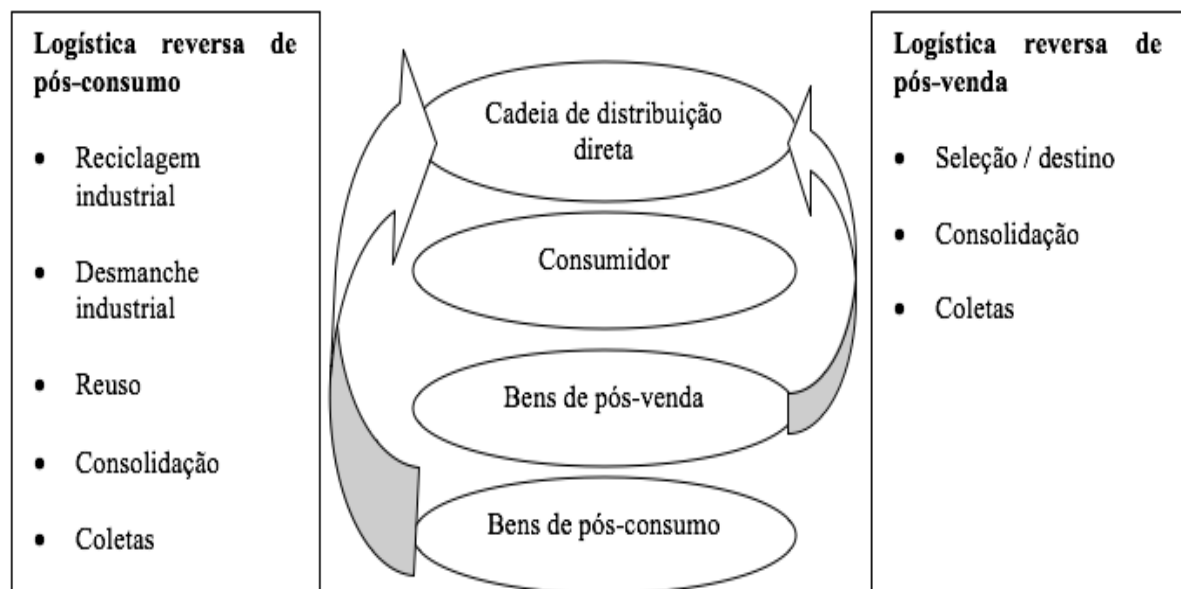 Logística reversa de
pós-consumo
• Reciclagem
industrial
• Desmanche
industrial
• Reuso
• Consolidação
• Coletas
Cadeia de distribuição
direta
Consumidor
Bens de pós-venda
Bens de pós-consumo
Logística reversa de
pós-venda
• Seleção / destino
• Consolidação
• Coletas